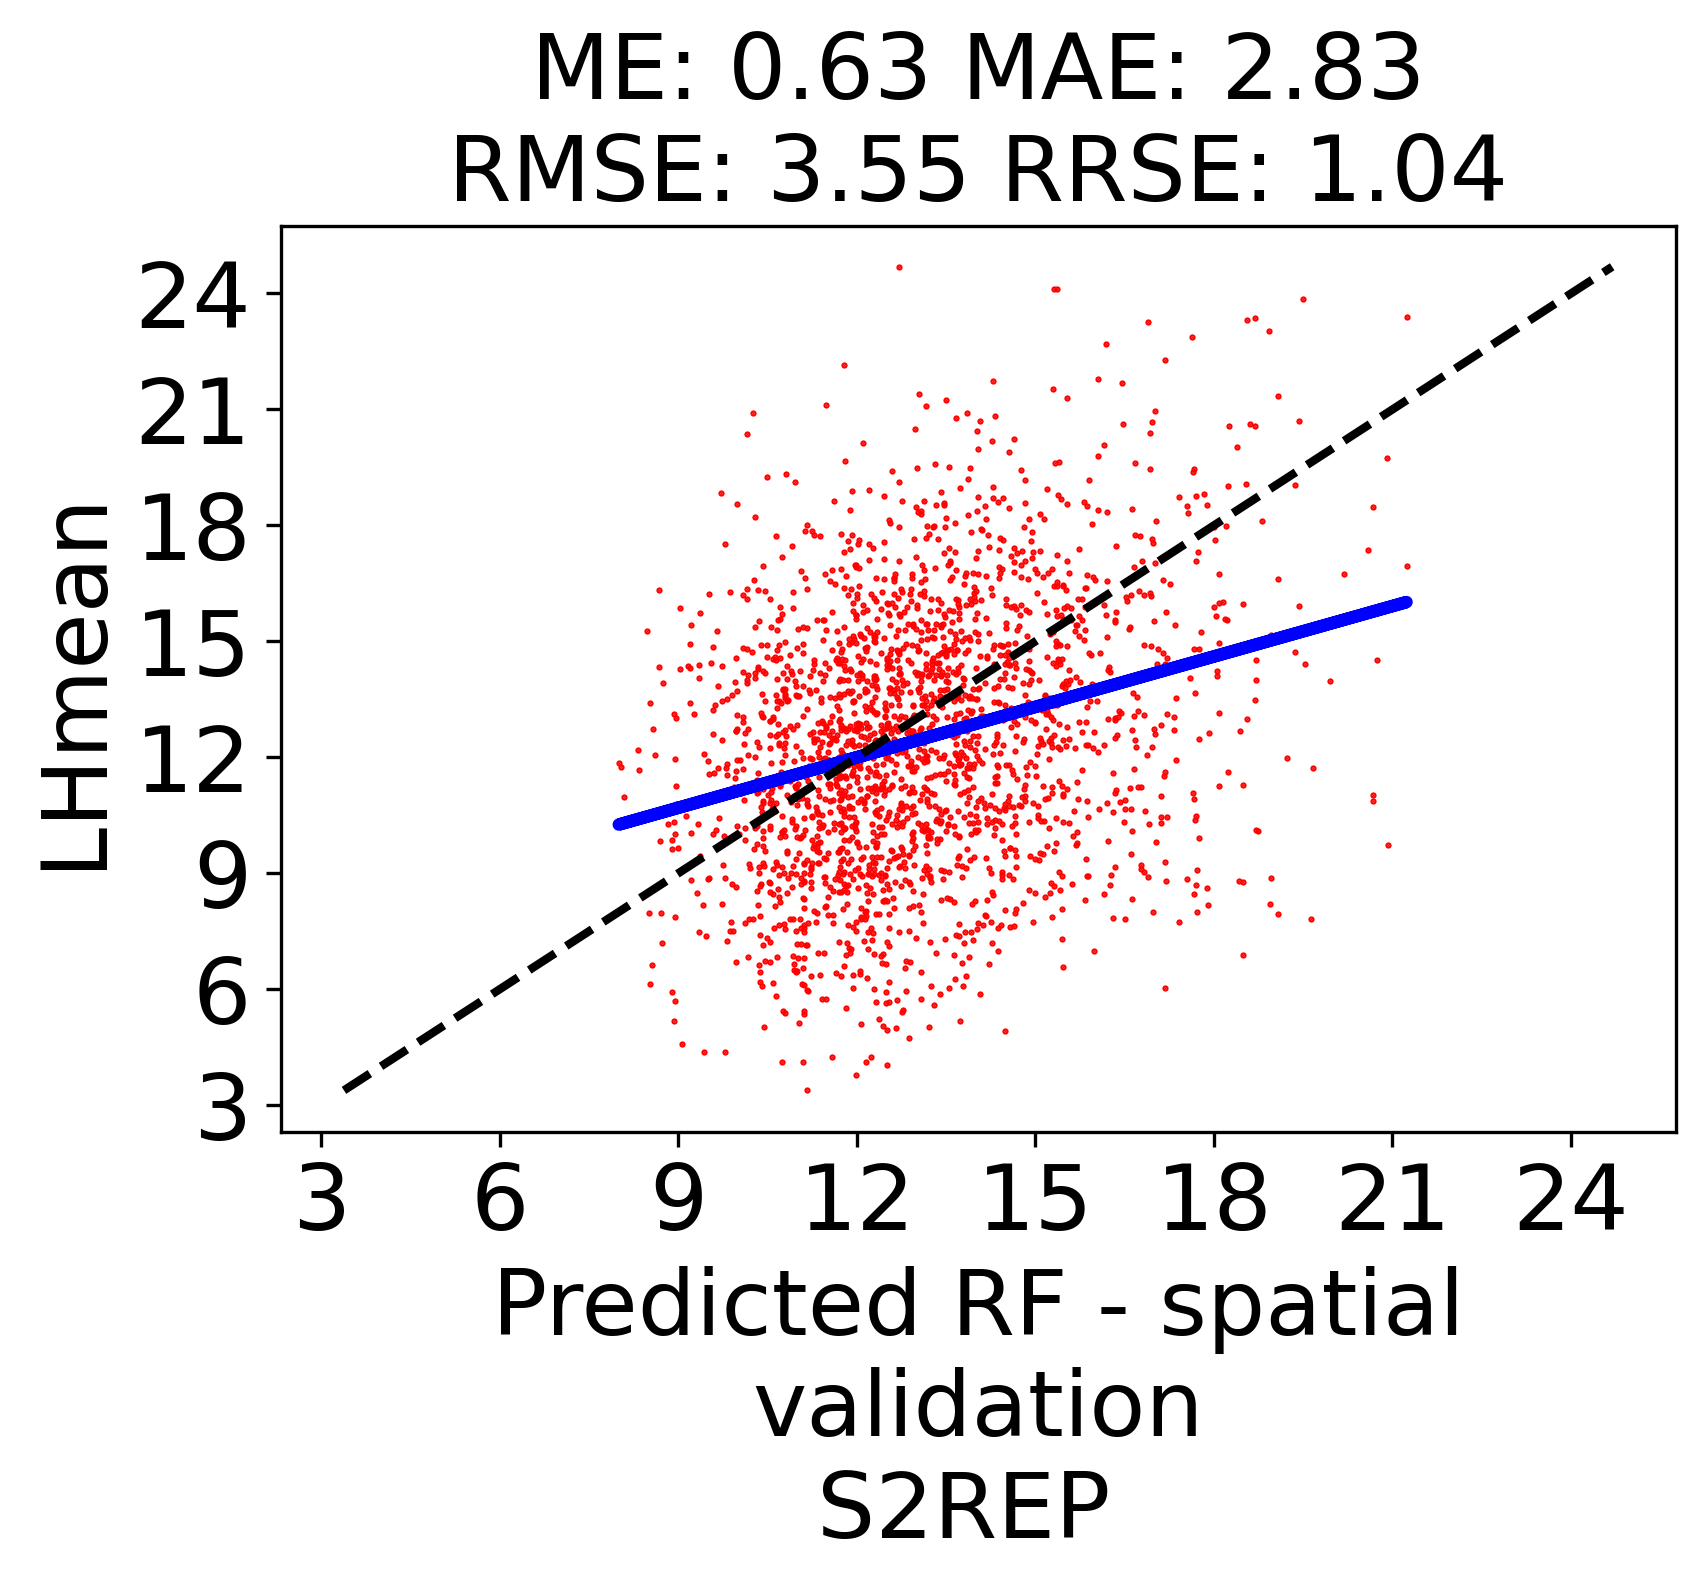 ME: 0.63 MAE: 2.83
RMSE: 3.55 RRSE: 1.04
24
21
18
15
12
9
6
3
LHmean
3 6 9 12 15 18 21 24
Predicted RF - spatial
validation
S2REP